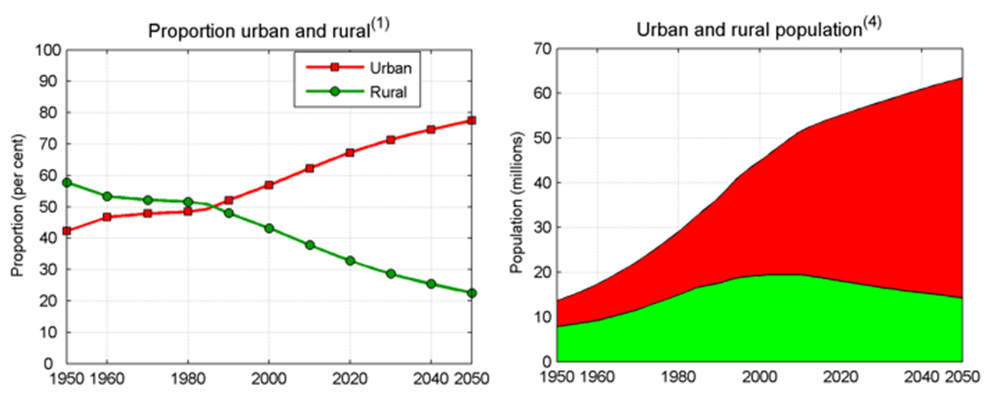 Proportion urban and rural(1)
100
90
80
70
60
50
40
30
20
10
0
Proportion (per cent)
Urban
Rural
1950 1960 1980 2000 2020 2040 2050
Urban and rural population(4)
70
60
50
40
30
20
10
0
Population (millions)
1950 1960 1980 2000 2020 2040 2050